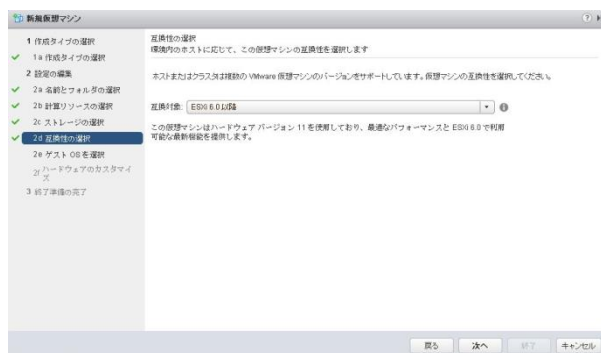 新規仮想マシン
1 作成タイプの選択
1a 作成タイプの選択
2 設定の編集
2a 名前とフォルダの選択
2b 計算リソースの選択
2c ストレージの選択
2d 互換性の選択
2e ゲスト OS を選択
2f ハードウェアのカスタマイ
ズ
3 終了準備の完了
互換性の選択
環境内のホストに応じて、この仮想マシンの互換性を選択します
ホストまたはクラスタは複数の VMware 仮想マシンのバージョンをサポートしています。仮想マシンの互換性を選択してください。
互換対象: ESXi 6.0 以降
この仮想マシンはハードウェア バージョン 11 を使用しており、最適なパフォーマンスと ESXi 6.0 で利用
可能な最新機能を提供します。
戻る 次へ 終了 キャンセル